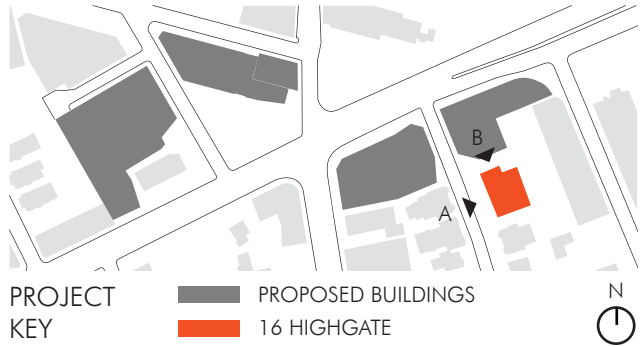 B
A
PROJECT
KEY
PROPOSED BUILDINGS
16 HIGHGATE
N